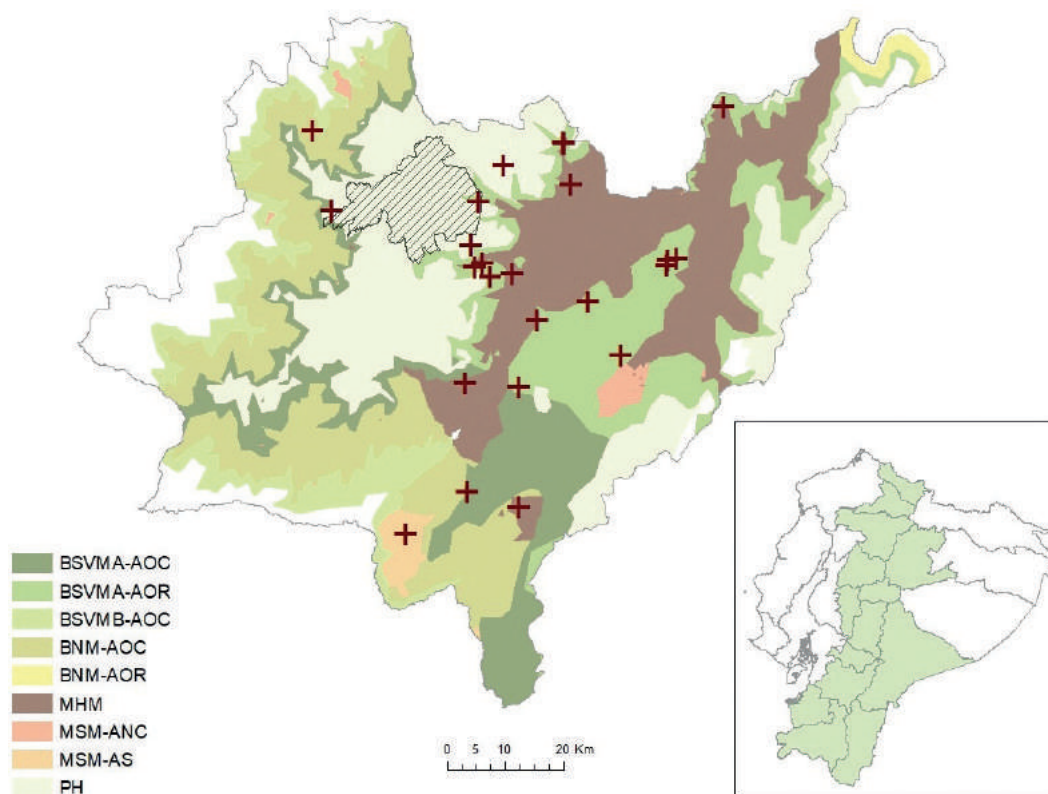 BSVMA-AOC
BSVMA-AOR
BSVMB-AOC
BNM-AOC
BNM-AOR
MHM
MSM-ANC
MSM-AS
PH
0 5 10 20 Km